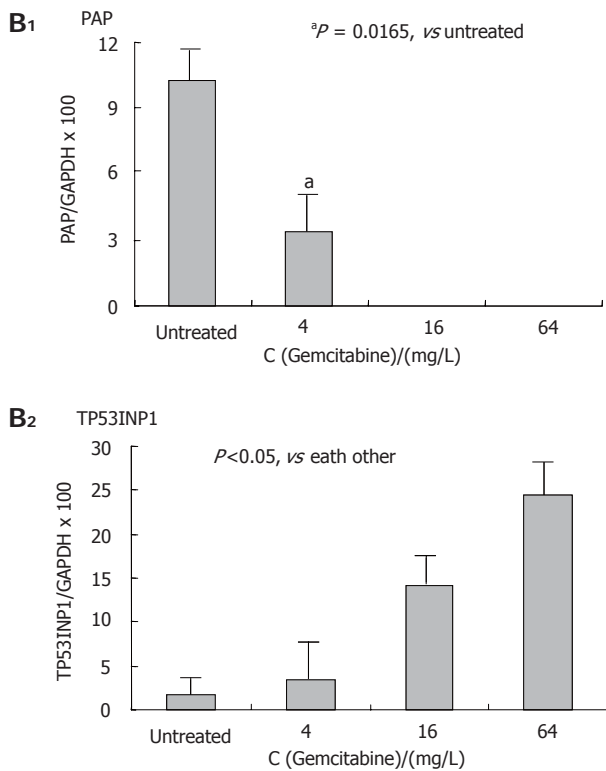 B1 PAP
ᵃP = 0.0165, vs untreated
12
9
6
3
0
PAP/GAPDH x 100
a
Untreated 4 16 64
C (Gemcitabine)/(mg/L)
B2 TP53INP1
P<0.05, vs eath other
30
25
20
15
10
5
0
TP53INP1/GAPDH x 100
Untreated 4 16 64
C (Gemcitabine)/(mg/L)